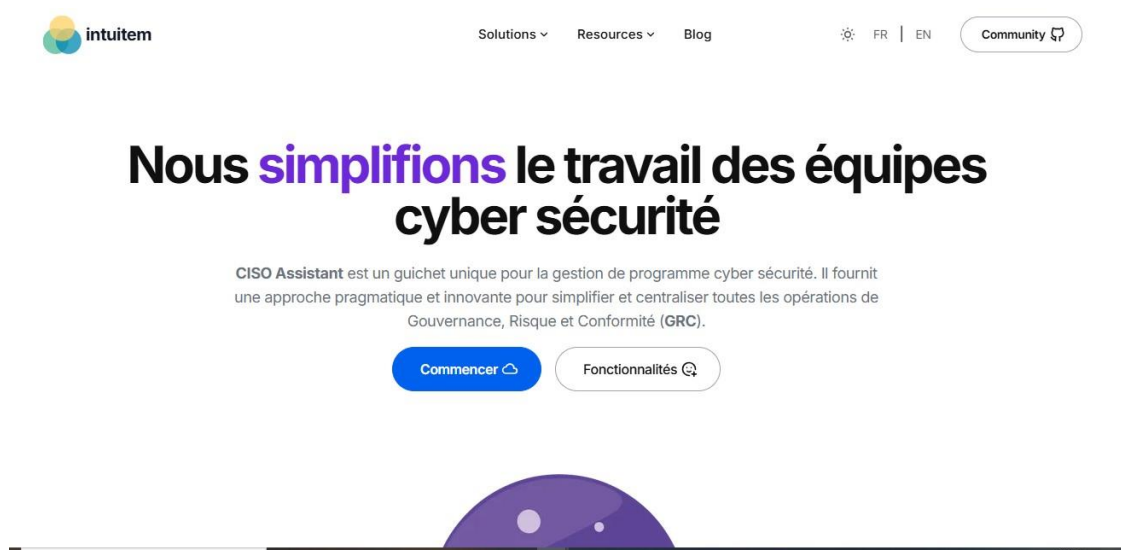 intuitem
Solutions
Resources
Blog
FR | EN
Community
Nous simplifions le travail des équipes
cyber sécurité
CISO Assistant est un guichet unique pour la gestion de programme cyber sécurité. Il fournit
une approche pragmatique et innovante pour simplifier et centraliser toutes les opérations de
Gouvernance, Risque et Conformité (GRC).
Commencer
Fonctionnalités